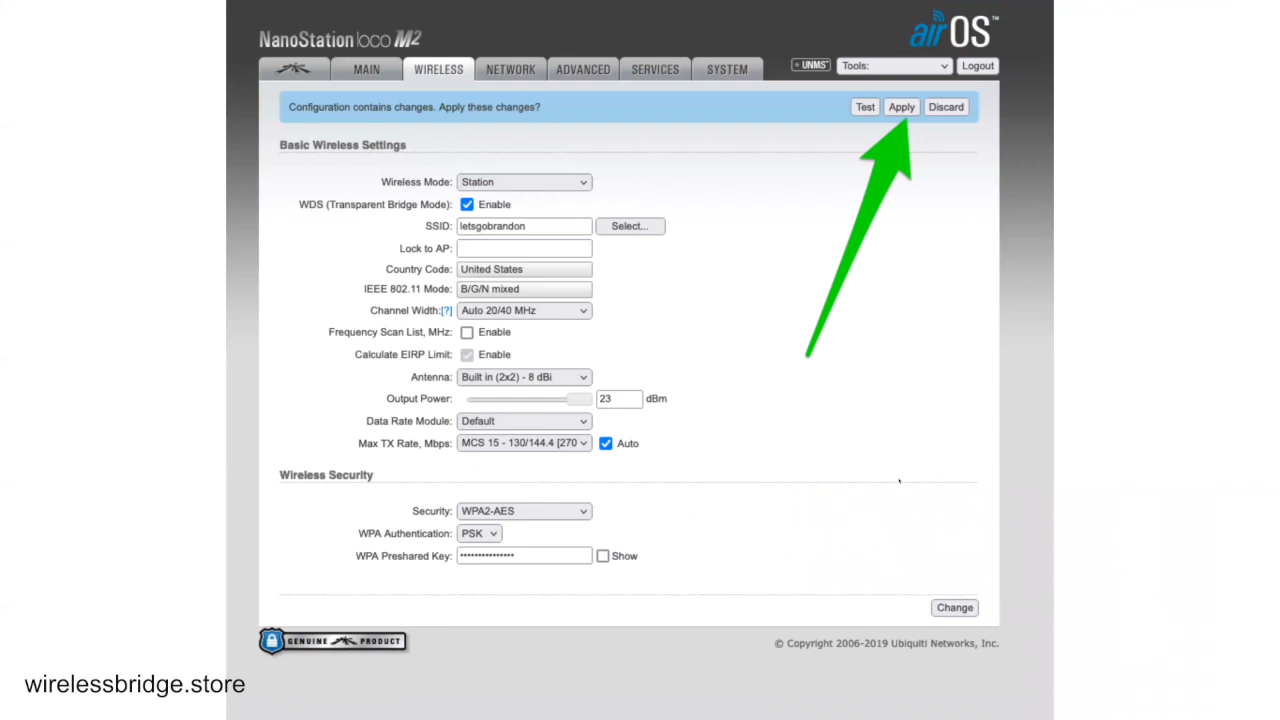 NanoStation loco M2
airOS™
MAIN WIRELESS NETWORK ADVANCED SERVICES SYSTEM
UNMS™ Tools: Logout
Configuration contains changes. Apply these changes? Test Apply Discard
Basic Wireless Settings
Wireless Mode: Station
WDS (Transparent Bridge Mode): Enable
SSID: letsgobrandon Select...
Lock to AP:
Country Code: United States
IEEE 802.11 Mode: B/G/N mixed
Channel Width:[?] Auto 20/40 MHz
Frequency Scan List, MHz: Enable
Calculate EIRP Limit: Enable
Antenna: Built in (2x2) - 8 dBi
Output Power: 23 dBm
Data Rate Module: Default
Max TX Rate, Mbps: MCS 15 - 130/144.4 [270 Auto
Wireless Security
Security: WPA2-AES
WPA Authentication: PSK
WPA Preshared Key: ••••••••••••••• Show
Change
GENUINE PRODUCT
© Copyright 2006-2019 Ubiquiti Networks, Inc.
wirelessbridge.store